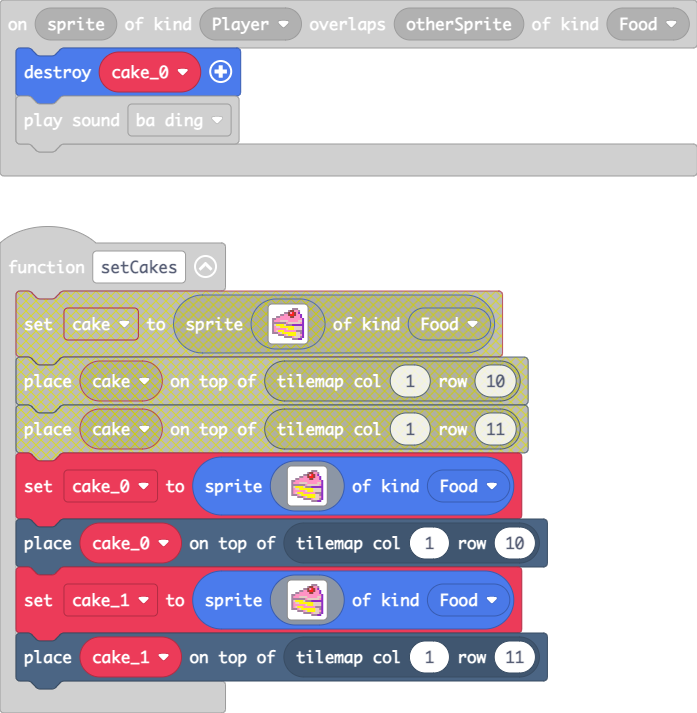 on sprite of kind Player overlaps otherSprite of kind Food
destroy cake_0
play sound ba ding
function setCakes
set cake to sprite of kind Food
place cake on top of tilemap col 1 row 10
place cake on top of tilemap col 1 row 11
set cake_0 to sprite of kind Food
place cake_0 on top of tilemap col 1 row 10
set cake_1 to sprite of kind Food
place cake_1 on top of tilemap col 1 row 11